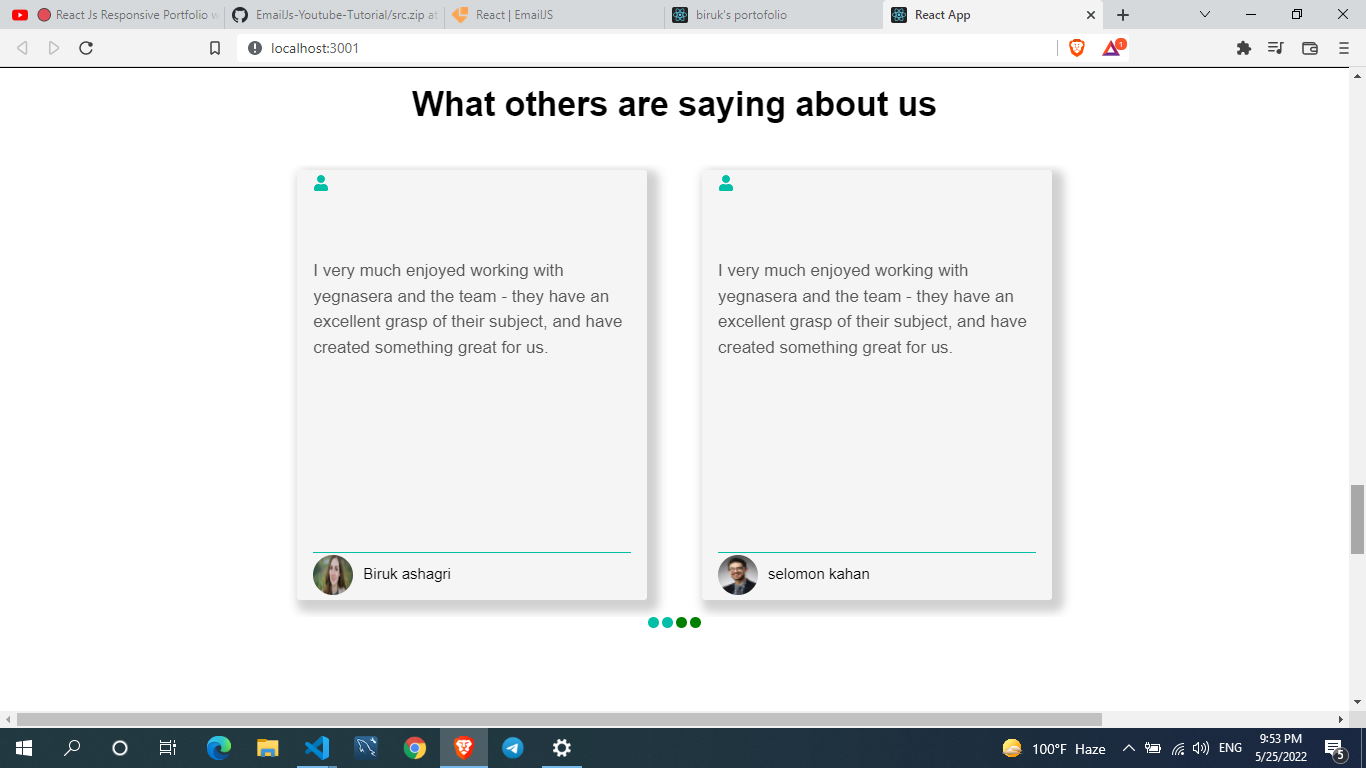 React Js Responsive Portfolio w
EmailJs-Youtube-Tutorial/src.zip at
React | EmailJS
biruk's portofolio
React App
localhost:3001
1
What others are saying about us
I very much enjoyed working with
yegnasera and the team - they have an
excellent grasp of their subject, and have
created something great for us.
Biruk ashagri
I very much enjoyed working with
yegnasera and the team - they have an
excellent grasp of their subject, and have
created something great for us.
selomon kahan
100°F Haze
ENG
9:53 PM
5/25/2022
5